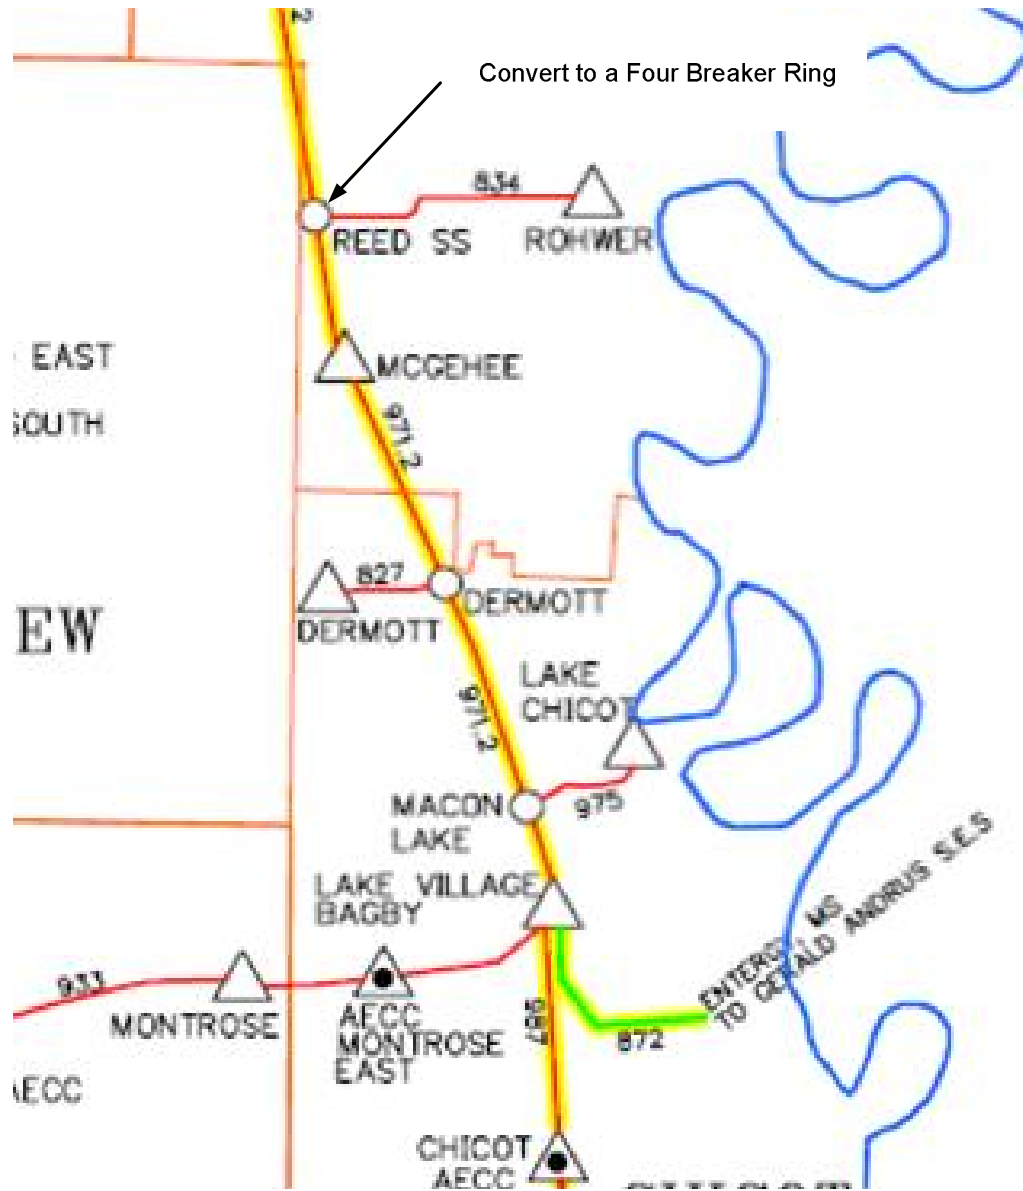 Convert to a Four Breaker Ring
834
REED SS
ROHWER
EAST
MCGEHEE
SOUTH
971.2
827
DERMOTT
DERMOTT
EW
LAKE
CHICOT
971.2
MACON
LAKE
975
LAKE VILLAGE
BAGBY
ENTERGY MS
TO GERALD ANDRUS S.E.S
933
MONTROSE
AECC
MONTROSE
EAST
872
AECC
CHICOT
AECC